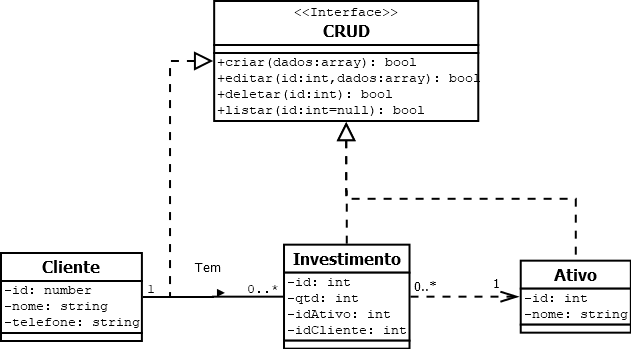 <<Interface>>
CRUD
+criar(dados:array): bool
+editar(id:int,dados:array): bool
+deletar(id:int): bool
+listar(id:int=null): bool
Cliente
-id: number
-nome: string
-telefone: string
1
Tem
0..*
Investimento
-id: int
-qtd: int
-idAtivo: int
-idCliente: int
0..*
1
Ativo
-id: int
-nome: string